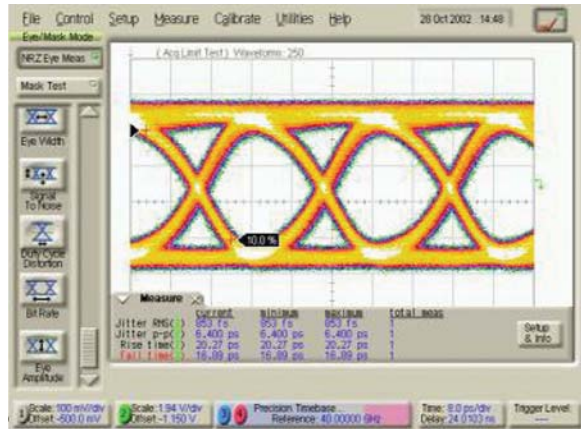 File Control Setup Measure Calibrate Utilities Help 28 Oct 2002 14:48
Eye/Mask Mode
NRZ Eye Meas
( Acq Limit Test ) Waveforms: 250
Mask Test
Eye Width
Signal
To Noise
10.0 %
Duty Cycle
Distortion
Measure
Bit Rate
current minimum maximum total meas
Jitter RMS( ) 853 fs 853 fs 853 fs 1
Jitter p-p( ) 6.400 ps 6.400 ps 6.400 ps 1
Rise time( ) 20.27 ps 20.27 ps 20.27 ps 1
Fall time( ) 16.89 ps 16.89 ps 16.89 ps 1
Setup
& Info
Eye
Amplitude
1 Scale: 100 mV/div
Offset -500.0 mV
2 Scale: 1.94 V/div
Offset -1.150 V
3 4 Precision Timebase...
Reference: 40.00000 GHz
Time: 8.0 ps/div
Delay: 24.0103 ns
Trigger Level: